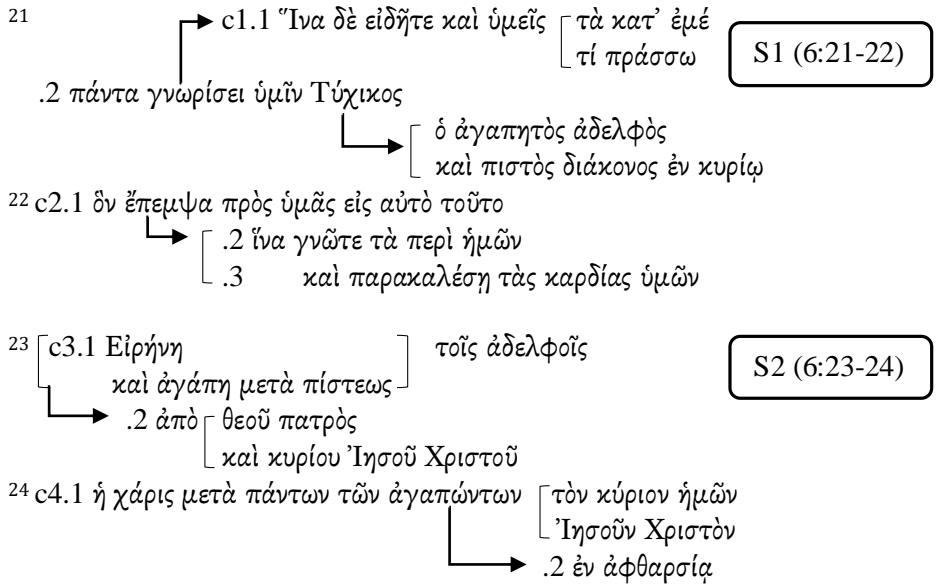 21 c1.1 Ἵνα δὲ εἰδῆτε καὶ ὑμεῖς τὰ κατ’ ἐμέ
τί πράσσω
S1 (6:21-22)
.2 πάντα γνωρίσει ὑμῖν Τύχικος
ὁ ἀγαπητὸς ἀδελφὸς
καὶ πιστὸς διάκονος ἐν κυρίῳ
22 c2.1 ὃν ἔπεμψα πρὸς ὑμᾶς εἰς αὐτὸ τοῦτο
.2 ἵνα γνῶτε τὰ περὶ ἡμῶν
.3 καὶ παρακαλέσῃ τὰς καρδίας ὑμῶν
23 c3.1 Εἰρήνη τοῖς ἀδελφοῖς
S2 (6:23-24)
καὶ ἀγάπη μετὰ πίστεως
.2 ἀπὸ θεοῦ πατρὸς
καὶ κυρίου Ἰησοῦ Χριστοῦ
24 c4.1 ἡ χάρις μετὰ πάντων τῶν ἀγαπώντων τὸν κύριον ἡμῶν
Ἰησοῦν Χριστὸν
.2 ἐν ἀφθαρσίᾳ